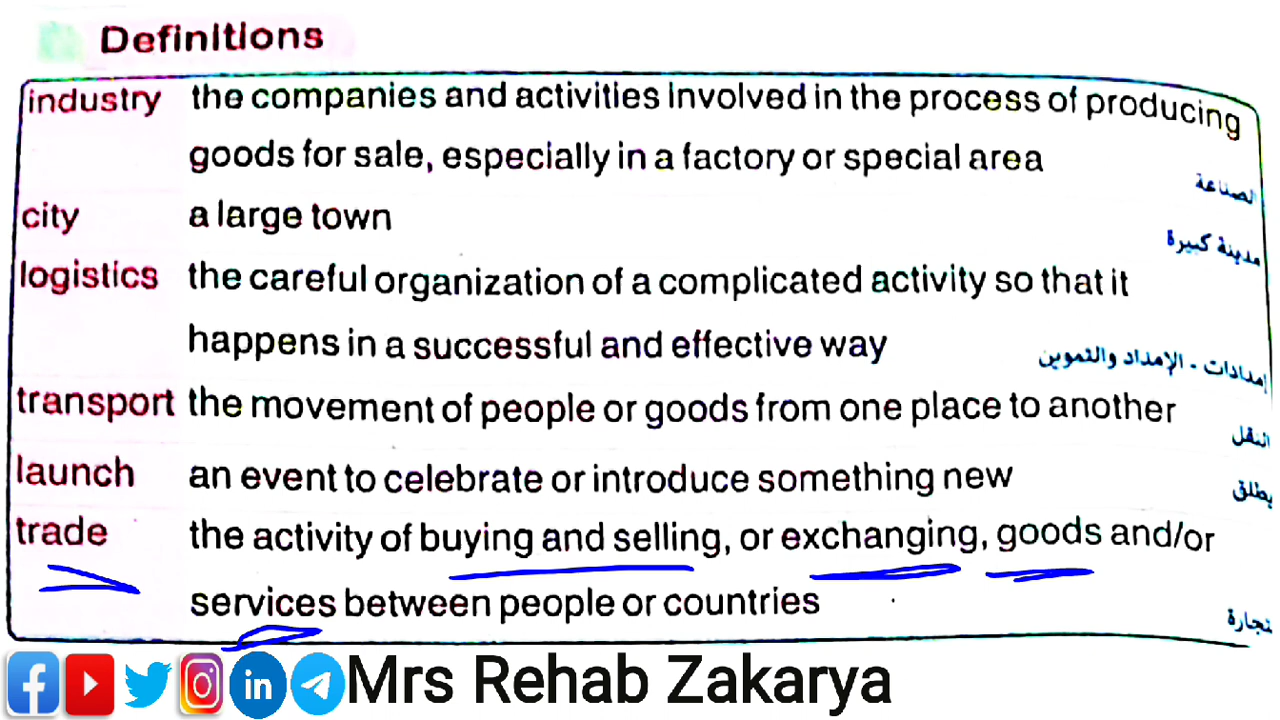 Definitions
industry the companies and activities involved in the process of producing
goods for sale, especially in a factory or special area
الصناعة
city a large town
مدينة كبيرة
logistics the careful organization of a complicated activity so that it
happens in a successful and effective way
إمدادات - الإمداد والتموين
transport the movement of people or goods from one place to another
النقل
launch an event to celebrate or introduce something new
يطلق
trade the activity of buying and selling, or exchanging, goods and/or
services between people or countries
تجارة
Mrs Rehab Zakarya